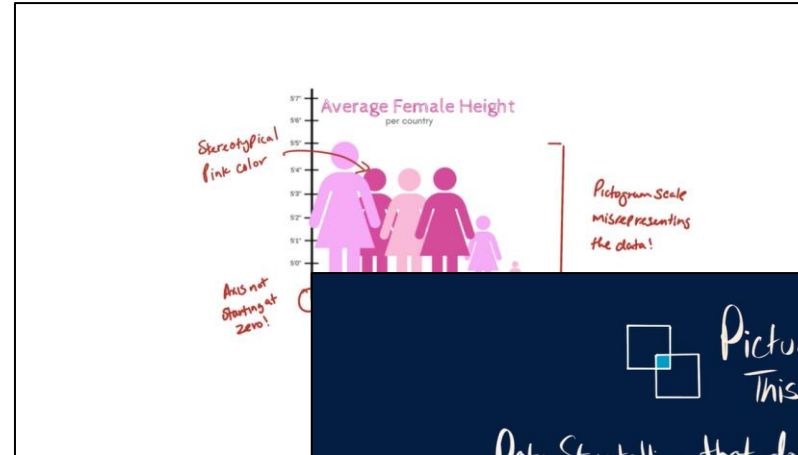 Average Female Height
per country
5'7"
5'6"
5'5"
5'4"
5'3"
5'2"
5'1"
5'0"
Stereotypical
Pink color
Pictogram scale
misrepresenting
the data!
Axis not
starting at
zero!
This